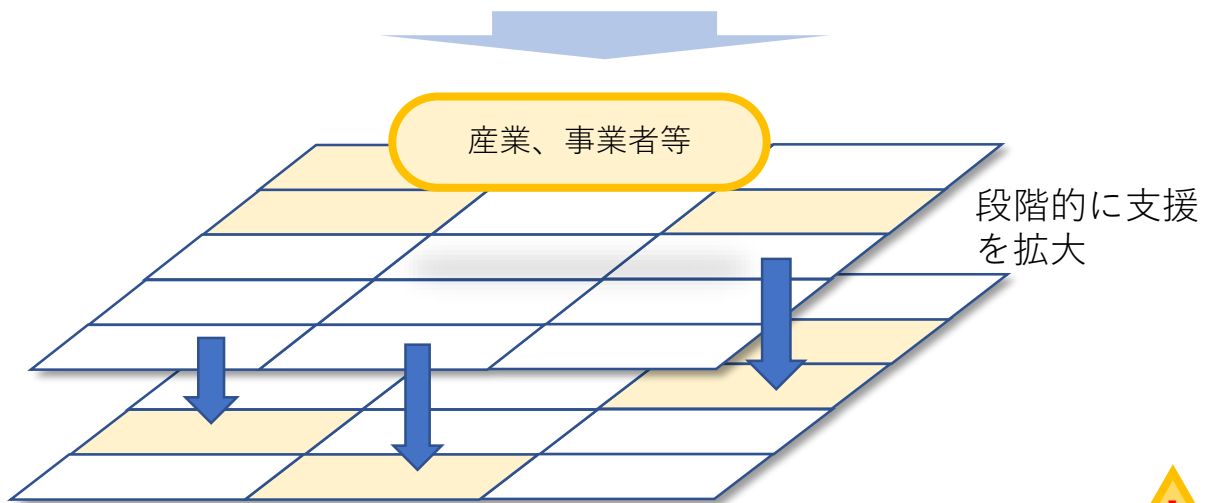 産業、事業者等
段階的に支援
を拡大